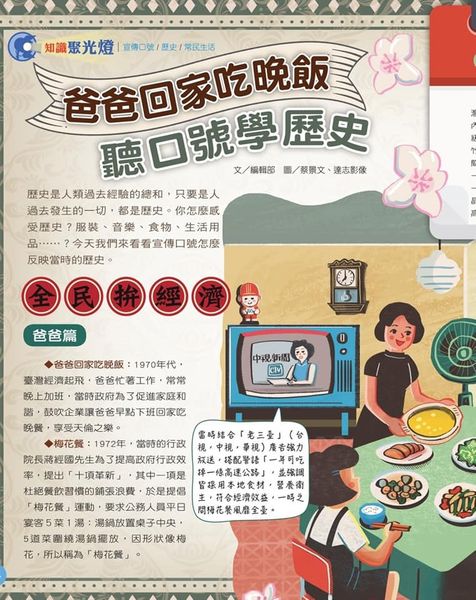 知識聚光燈 宣傳口號/歷史/常民生活
爸爸回家吃晚飯
聽口號學歷史
文/編輯部 圖/蔡景文、達志影像
歷史是人類過去經驗的總和,只要是人
過去發生的一切,都是歷史。你怎麼感
受歷史?服裝、音樂、食物、生活用
品……?今天我們來看看宣傳口號怎麼
反映當時的歷史。
全民拚經濟
爸爸篇
◆爸爸回家吃晚飯:1970年代,
臺灣經濟起飛,爸爸忙著工作,常常
晚上加班,當時政府為了促進家庭和
諧,鼓吹企業讓爸爸早點下班回家吃
晚餐,享受天倫之樂。
◆梅花餐:1972年,當時的行政
院長蔣經國先生為了提高政府行政效
率,提出「十項革新」,其中一項是
杜絕餐飲習慣的鋪張浪費,於是提倡
「梅花餐」運動,要求公務人員平日
宴客5菜1湯:湯鍋放置桌子中央,
5道菜圍繞湯鍋擺放,因形狀像梅
花,所以稱為「梅花餐」。
中視新聞
CTV
當時結合「老三臺」(台
視,中視,華視)廣告強力
放送,搭配警語「一年可吃
掉一條高速公路」,並強調
皆採用本地食材,營養衛
生,符合經濟效益,一時之
間梅花餐風靡全臺。